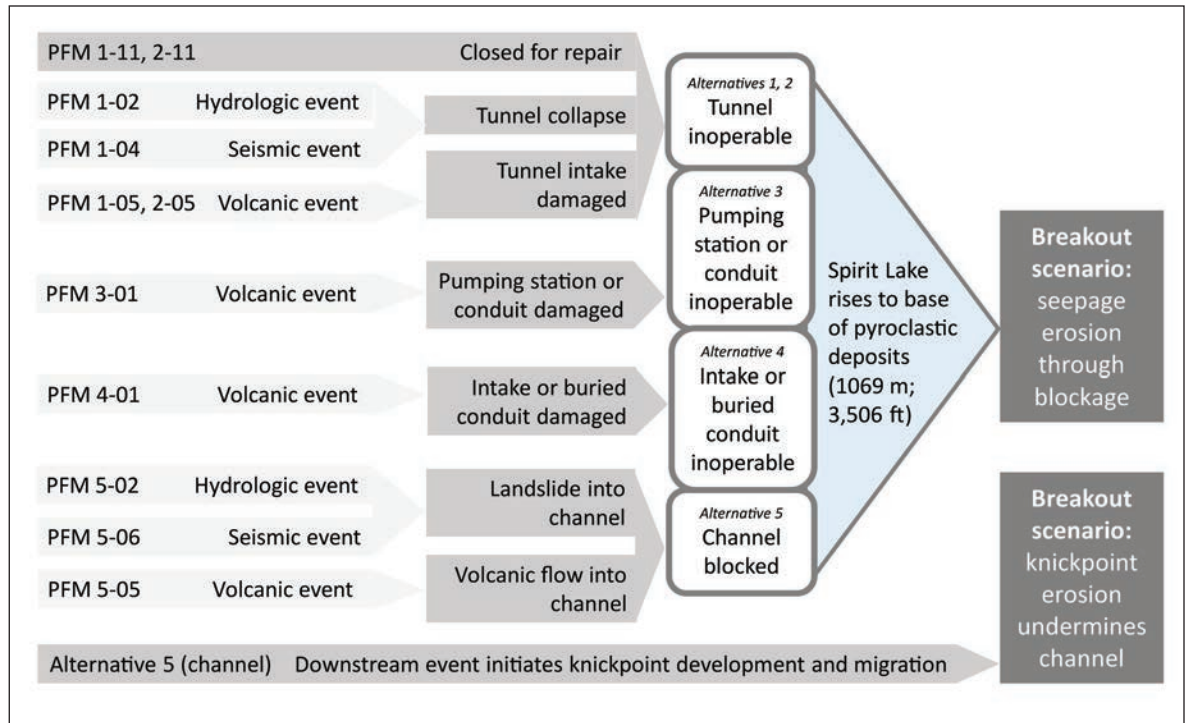 PFM 1-11, 2-11 Closed for repair
PFM 1-02 Hydrologic event
PFM 1-04 Seismic event
Tunnel collapse
PFM 1-05, 2-05 Volcanic event
Tunnel intake
damaged
Alternatives 1, 2
Tunnel
inoperable
PFM 3-01 Volcanic event
Pumping station or
conduit damaged
Alternative 3
Pumping
station or
conduit
inoperable
PFM 4-01 Volcanic event
Intake or buried
conduit damaged
Alternative 4
Intake or
buried
conduit
inoperable
PFM 5-02 Hydrologic event
PFM 5-06 Seismic event
Landslide into
channel
PFM 5-05 Volcanic event
Volcanic flow into
channel
Alternative 5
Channel
blocked
Spirit Lake
rises to base
of pyroclastic
deposits
(1069 m;
3,506 ft)
Breakout
scenario:
seepage
erosion
through
blockage
Alternative 5 (channel) Downstream event initiates knickpoint development and migration
Breakout
scenario:
knickpoint
erosion
undermines
channel